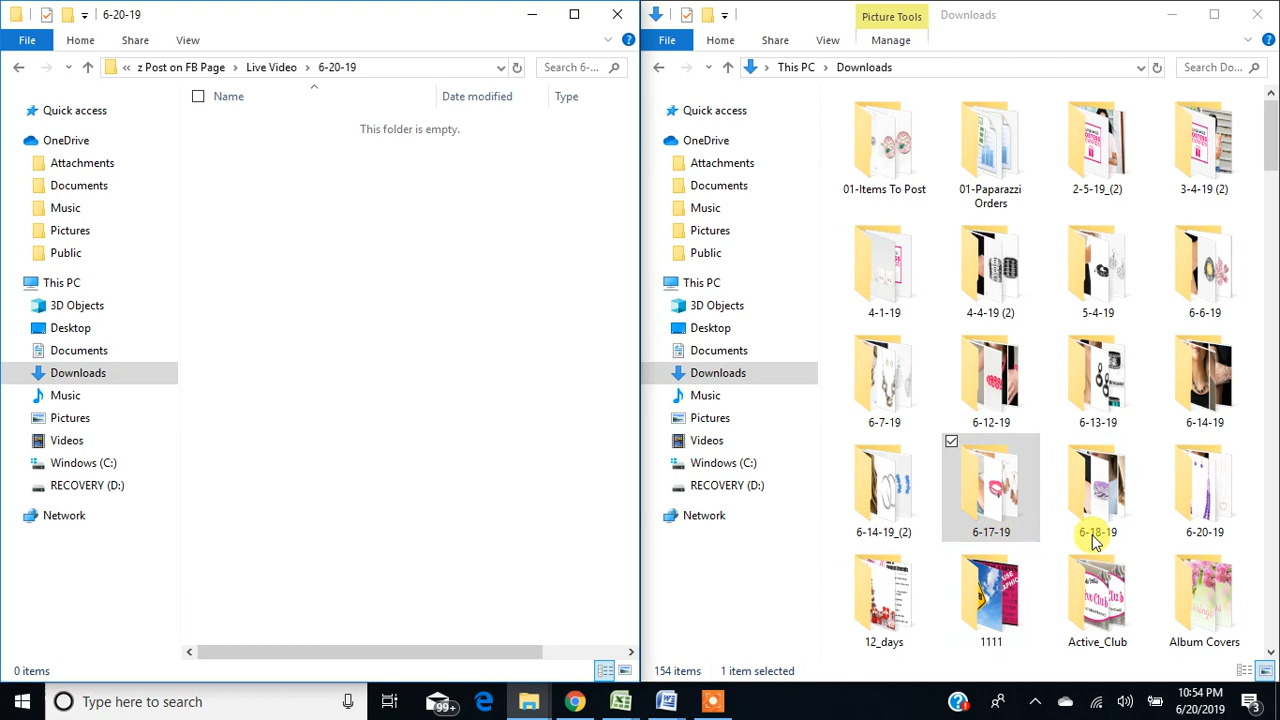 6-20-19
File Home Share View
« z Post on FB Page › Live Video › 6-20-19
Search 6-...
Name Date modified Type
This folder is empty.
Quick access
OneDrive
Attachments
Documents
Music
Pictures
Public
This PC
3D Objects
Desktop
Documents
Downloads
Music
Pictures
Videos
Windows (C:)
RECOVERY (D:)
Network
0 items
Picture Tools Downloads
File Home Share View Manage
This PC › Downloads
Search Do...
Quick access
OneDrive
Attachments
Documents
Music
Pictures
Public
This PC
3D Objects
Desktop
Documents
Downloads
Music
Pictures
Videos
Windows (C:)
RECOVERY (D:)
Network
01-Items To Post
01-Paparazzi
Orders
2-5-19_(2)
3-4-19 (2)
4-1-19
4-4-19 (2)
5-4-19
6-6-19
6-7-19
6-12-19
6-13-19
6-14-19
6-14-19_(2)
6-17-19
6-18-19
6-20-19
12_days
1111
Active_Club
Album Covers
154 items 1 item selected
Type here to search
99+
10:54 PM
6/20/2019
3